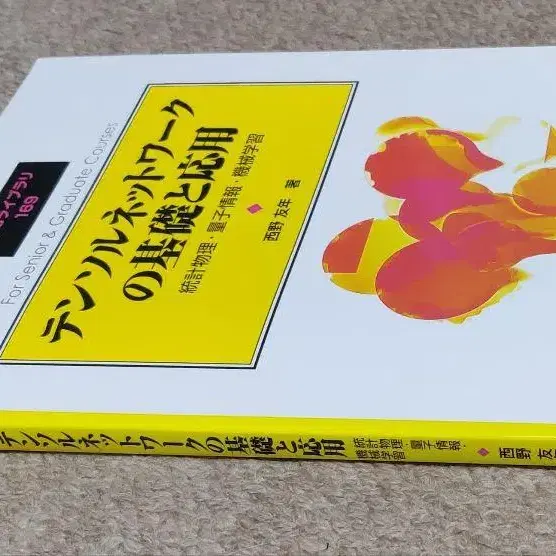 ライブラリ
169
For Senior & Graduate Courses
テンソルネットワーク
の基礎と応用
統計物理・量子情報・機械学習
西野 友年 著
テンソルネットワークの基礎と応用
統計物理・量子情報・
機械学習
西野 友年